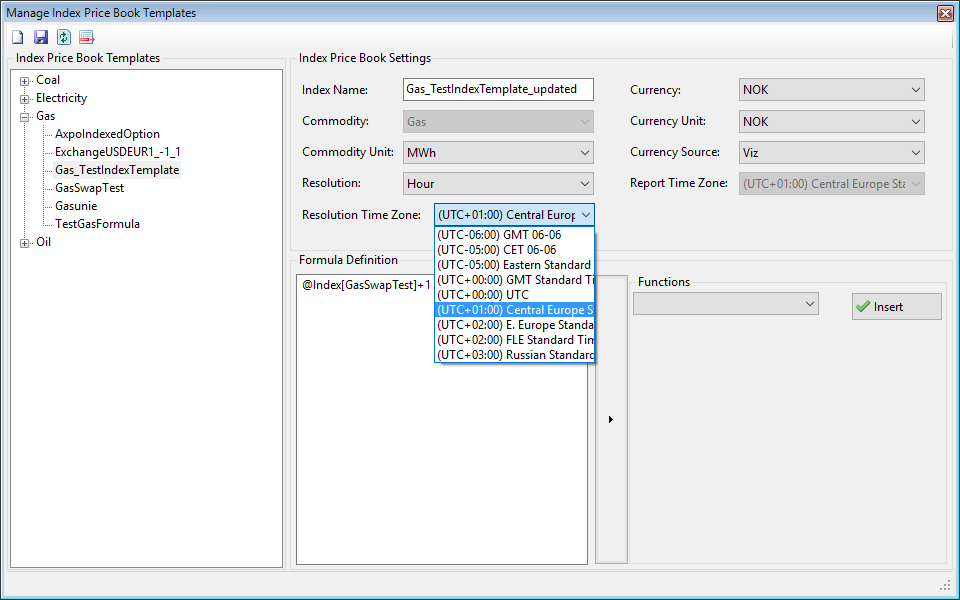 Manage Index Price Book Templates
Index Price Book Templates
Coal
Electricity
Gas
AxpoIndexedOption
ExchangeUSDEUR1_-1_1
Gas_TestIndexTemplate
GasSwapTest
Gasunie
TestGasFormula
Oil
Index Price Book Settings
Index Name: Gas_TestIndexTemplate_updated
Commodity: Gas
Commodity Unit: MWh
Resolution: Hour
Resolution Time Zone: (UTC+01:00) Central Europ
Currency: NOK
Currency Unit: NOK
Currency Source: Viz
Report Time Zone: (UTC+01:00) Central Europe Sta
(UTC-06:00) GMT 06-06
(UTC-05:00) CET 06-06
(UTC-05:00) Eastern Standard
(UTC+00:00) GMT Standard Ti
(UTC+00:00) UTC
(UTC+01:00) Central Europe S
(UTC+02:00) E. Europe Standa
(UTC+02:00) FLE Standard Tim
(UTC+03:00) Russian Standard
Formula Definition
@Index[GasSwapTest]+1
Functions
Insert